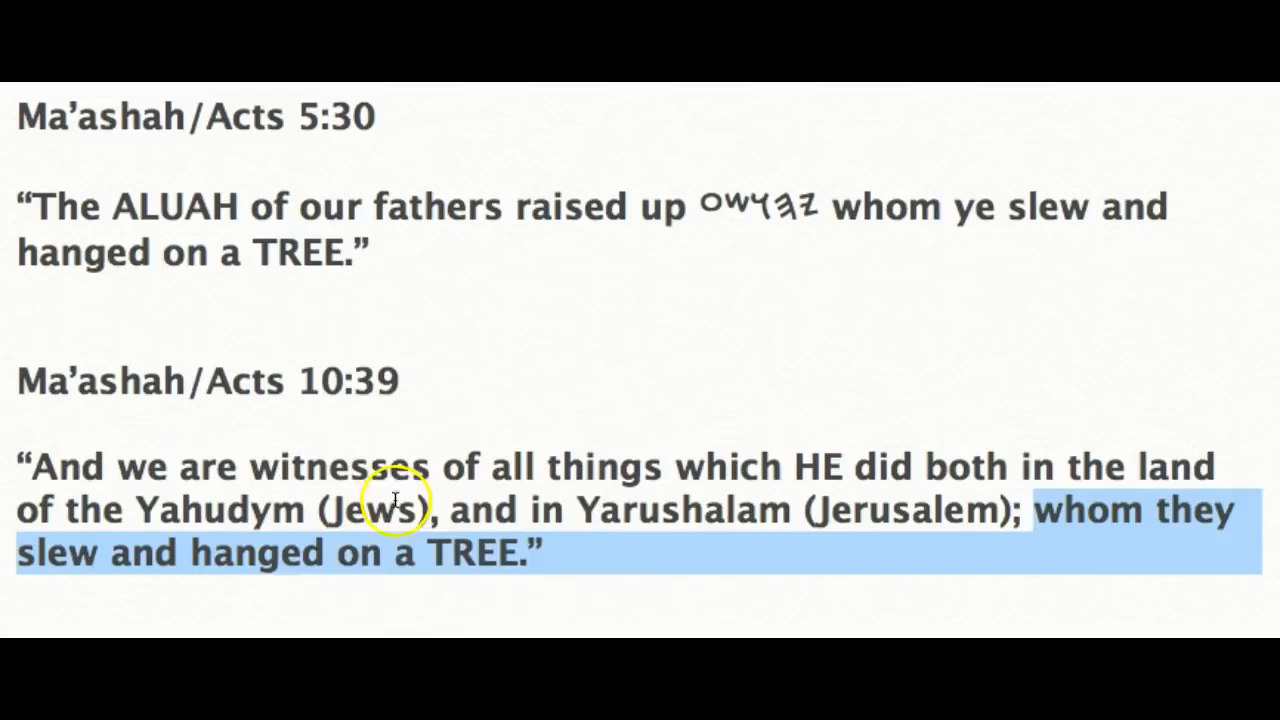 Ma’ashah/Acts 5:30
“The ALUAH of our fathers raised up 𐤉𐤄𐤅𐤔𐤏 whom ye slew and
hanged on a TREE.”
Ma’ashah/Acts 10:39
“And we are witnesses of all things which HE did both in the land
of the Yahudym (Jews), and in Yarushalam (Jerusalem); whom they
slew and hanged on a TREE.”